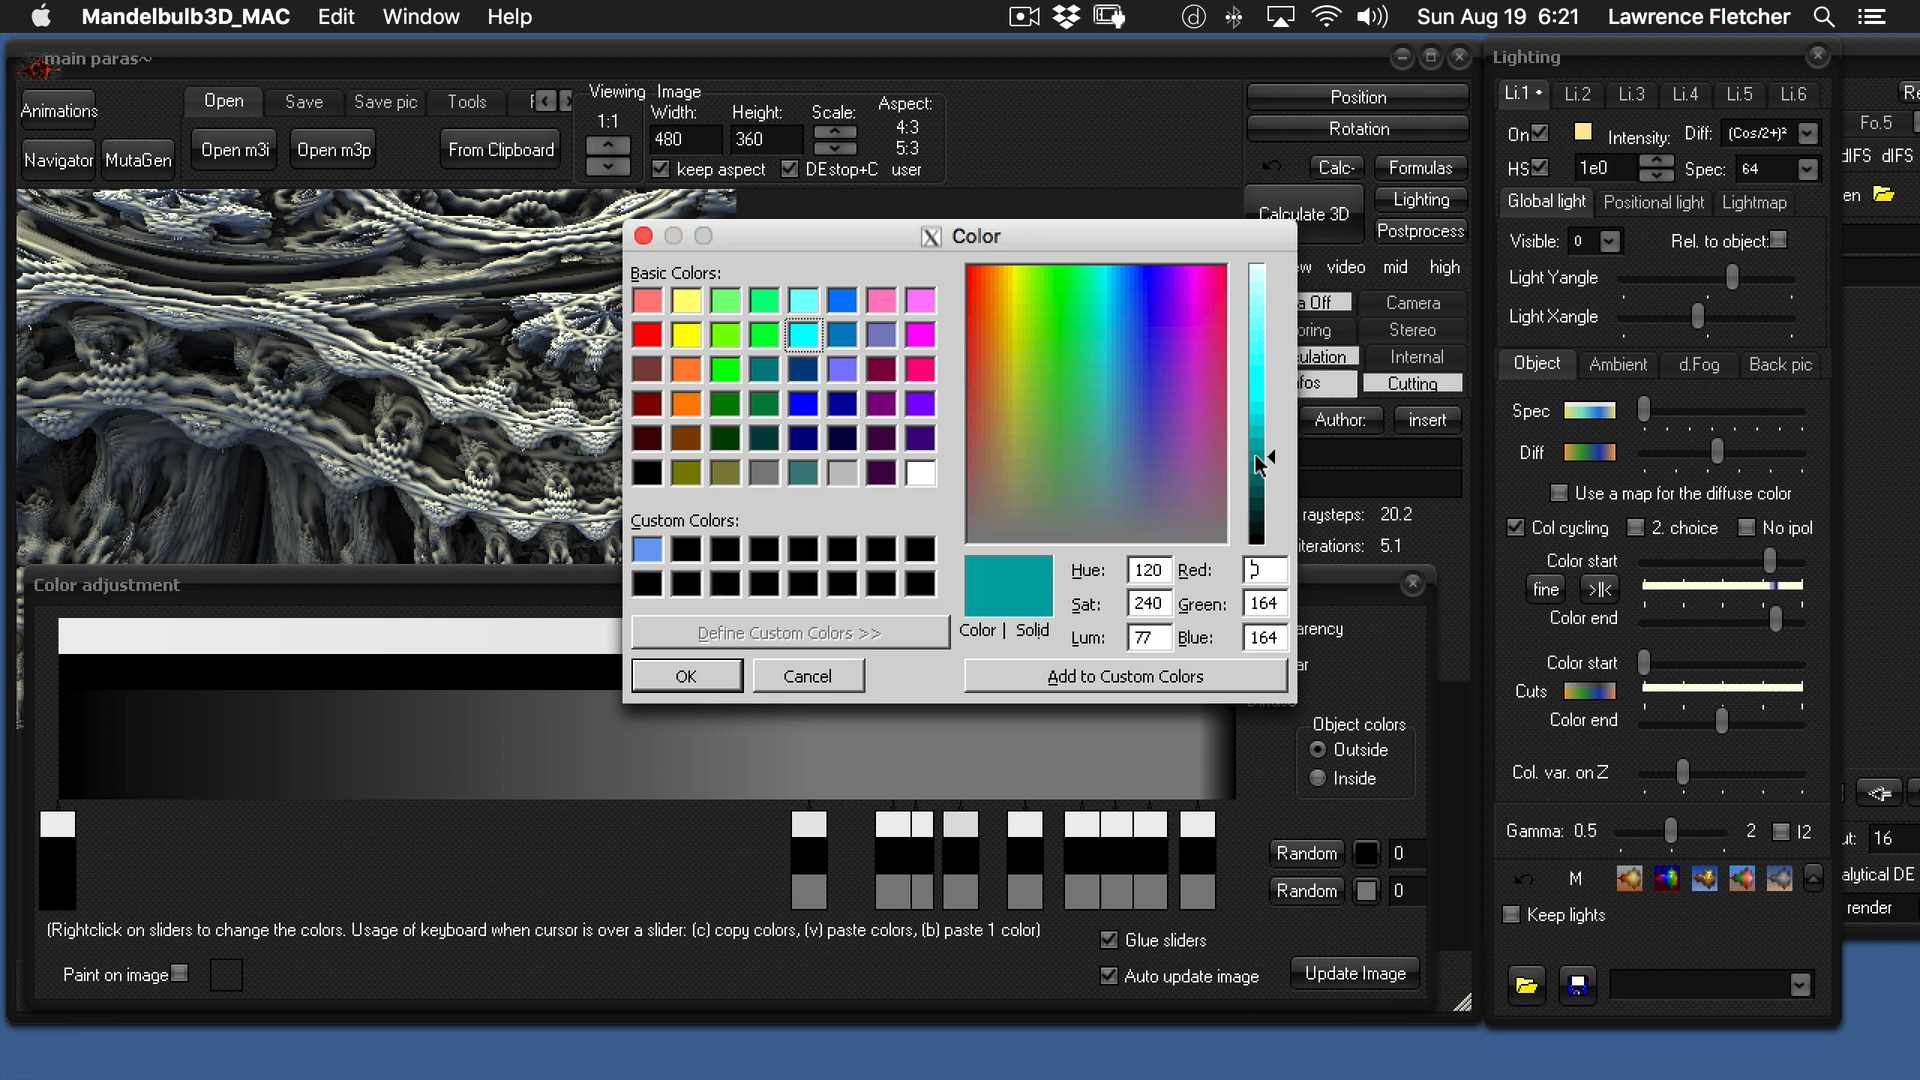 Mandelbulb3D_MAC Edit Window Help
Sun Aug 19 6:21 Lawrence Fletcher
main paras~
Animations
Open Save Save pic Tools
Navigator MutaGen Open m3i Open m3p From Clipboard
Viewing Image
1:1
Width: Height: Scale: Aspect:
480 360
4:3
5:3
keep aspect DEstop+C user
Position
Rotation
Calc- Formulas
Calculate 3D Lighting
Postprocess
video mid high
Off Camera
Stereo
Internal
Cutting
Author: insert
raysteps: 20.2
iterations: 5.1
Color
Basic Colors:
Custom Colors:
Define Custom Colors >>
OK Cancel
Color | Solid
Hue: 120 Red:
Sat: 240 Green: 164
Lum: 77 Blue: 164
Add to Custom Colors
Color adjustment
Object colors
Outside
Inside
Random 0
Random 0
(Rightclick on sliders to change the colors. Usage of keyboard when cursor is over a slider: (c) copy colors, (v) paste colors, (b) paste 1 color)
Paint on image
Glue sliders
Auto update image Update Image
Lighting
Li.1 Li.2 Li.3 Li.4 Li.5 Li.6
On Intensity: Diff: (Cos/2+)²
HS 1e0 Spec: 64
Global light Positional light Lightmap
Visible: 0 Rel. to object:
Light Yangle
Light Xangle
Object Ambient d.Fog Back pic
Spec
Diff
Use a map for the diffuse color
Col cycling 2. choice No ipol
Color start
fine >|<
Color end
Color start
Cuts
Color end
Col. var. on Z
Gamma: 0.5 2 I2
M
Keep lights
Fo.5
dIFS
16
render